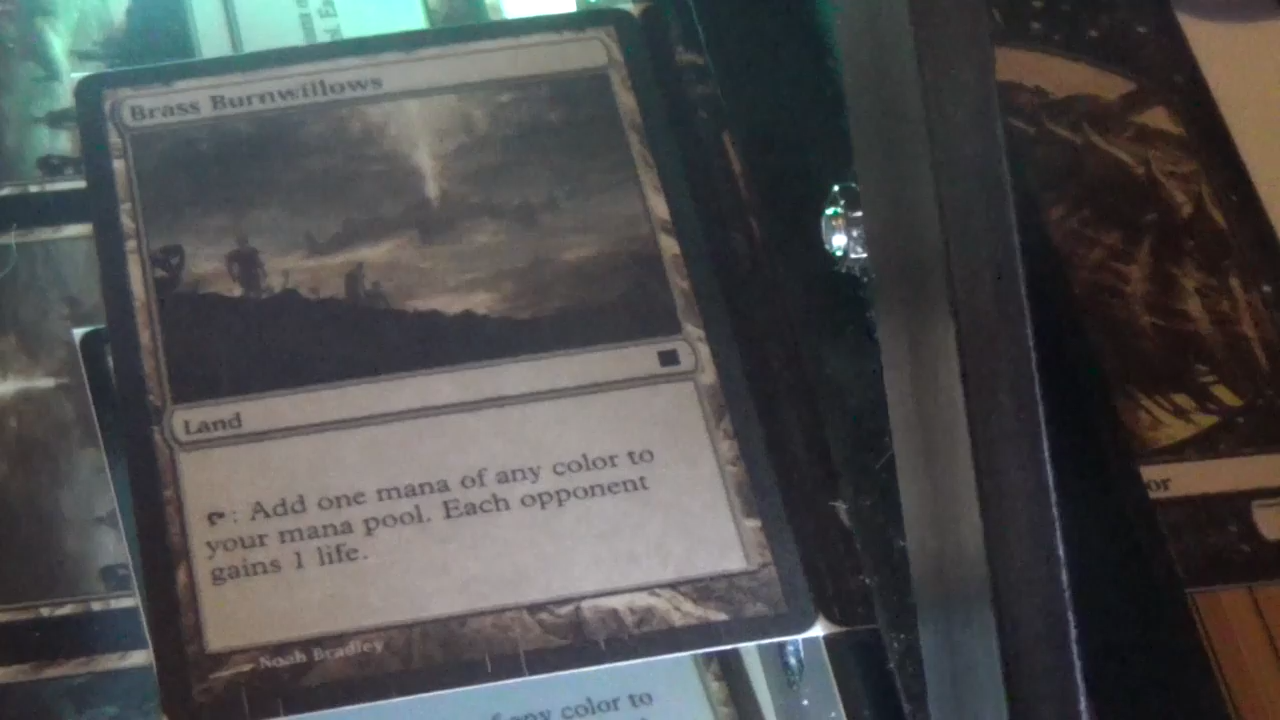 Brass Burnwillows
Land
: Add one mana of any color to
your mana pool. Each opponent
gains 1 life.
Noah Bradley
any color to
or